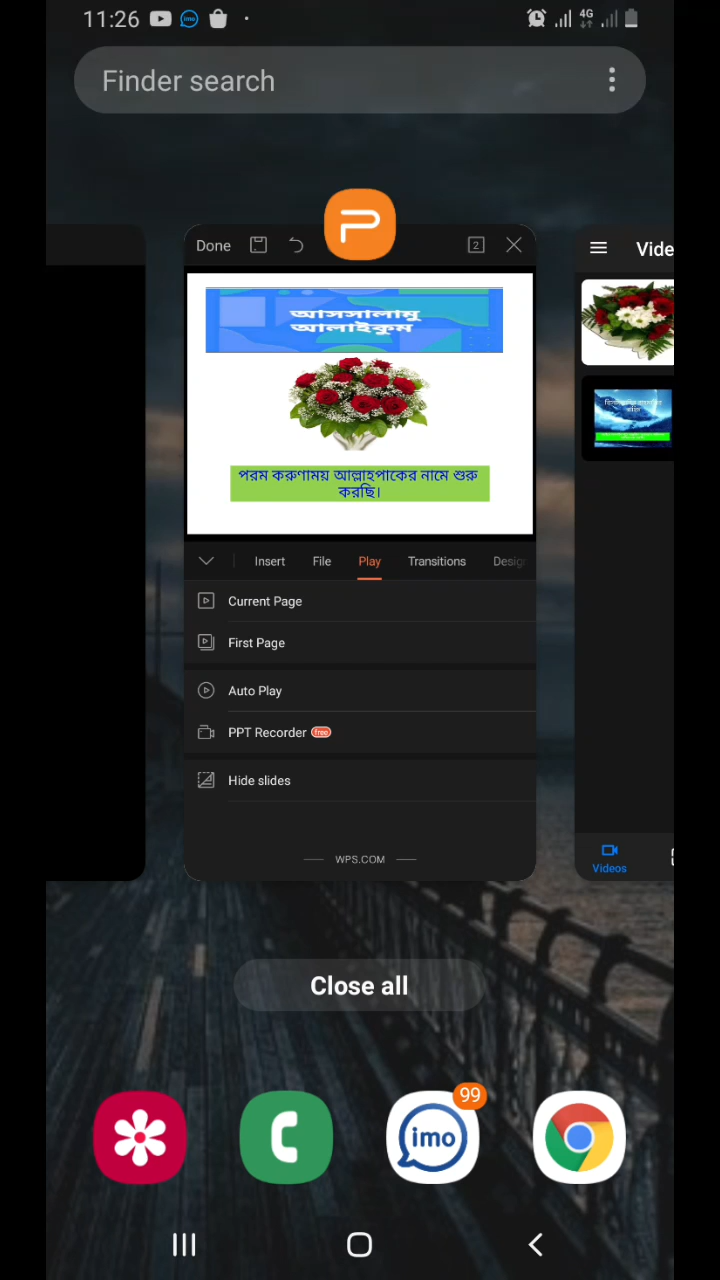 11:26
4G
Finder search
Done
2
Vide
আসসালামু
আলাইকুম
পরম করুণাময় আল্লাহপাকের নামে শুরু
করছি।
Insert File Play Transitions Desig
Current Page
First Page
Auto Play
PPT Recorder free
Hide slides
WPS.COM
Videos
Close all
99
imo